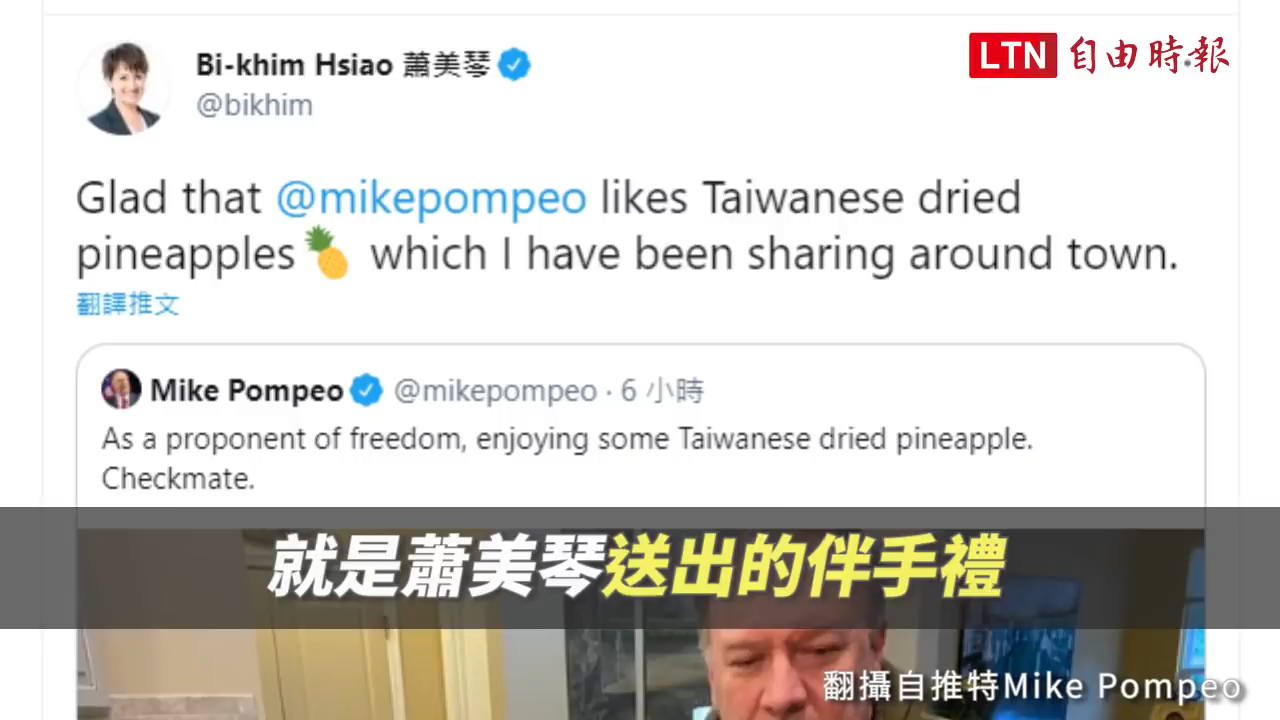 LTN 自由時報
Bi-khim Hsiao 蕭美琴
@bikhim
Glad that @mikepompeo likes Taiwanese dried
pineapples🍍 which I have been sharing around town.
翻譯推文
Mike Pompeo @mikepompeo · 6 小時
As a proponent of freedom, enjoying some Taiwanese dried pineapple.
Checkmate.
就是蕭美琴送出的伴手禮
翻攝自推特Mike Pompeo